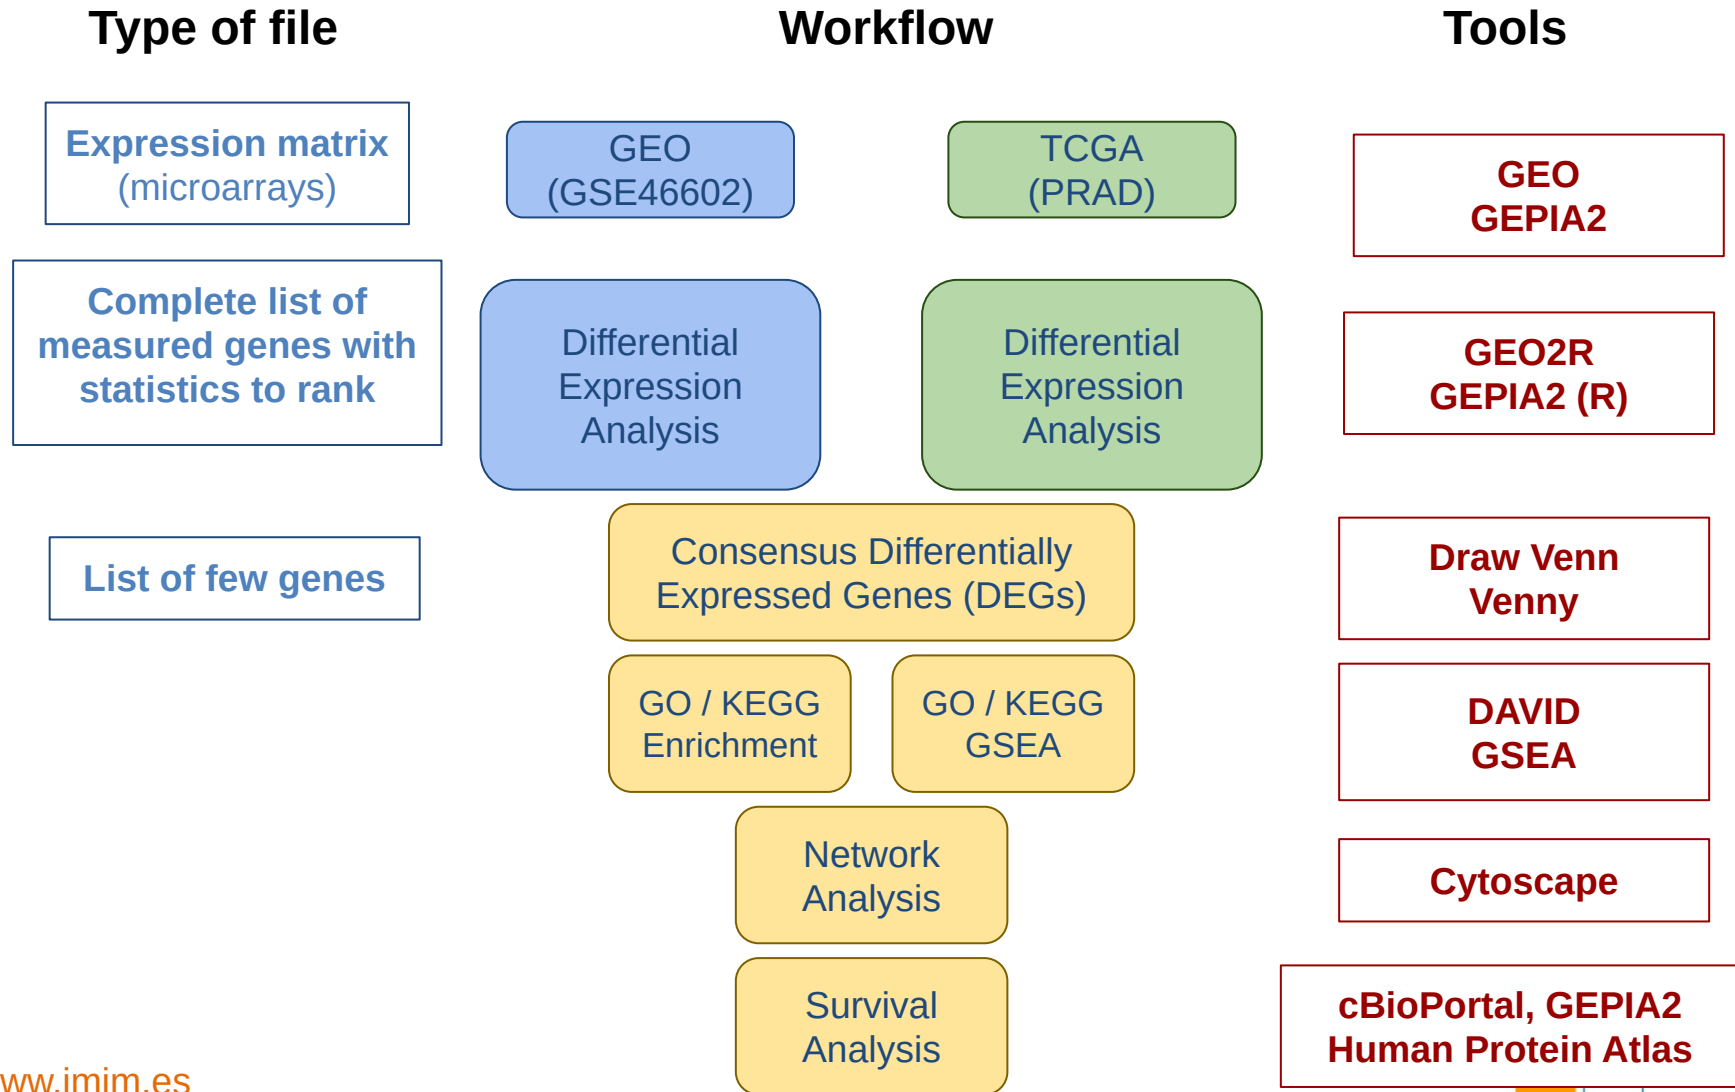 Type of file
Workflow
Tools
Expression matrix
(microarrays)
GEO
(GSE46602)
TCGA
(PRAD)
GEO
GEPIA2
Complete list of
measured genes with
statistics to rank
Differential
Expression
Analysis
Differential
Expression
Analysis
GEO2R
GEPIA2 (R)
List of few genes
Consensus Differentially
Expressed Genes (DEGs)
Draw Venn
Venny
GO / KEGG
Enrichment
GO / KEGG
GSEA
DAVID
GSEA
Network
Analysis
Cytoscape
Survival
Analysis
cBioPortal, GEPIA2
Human Protein Atlas
ww.imim.es